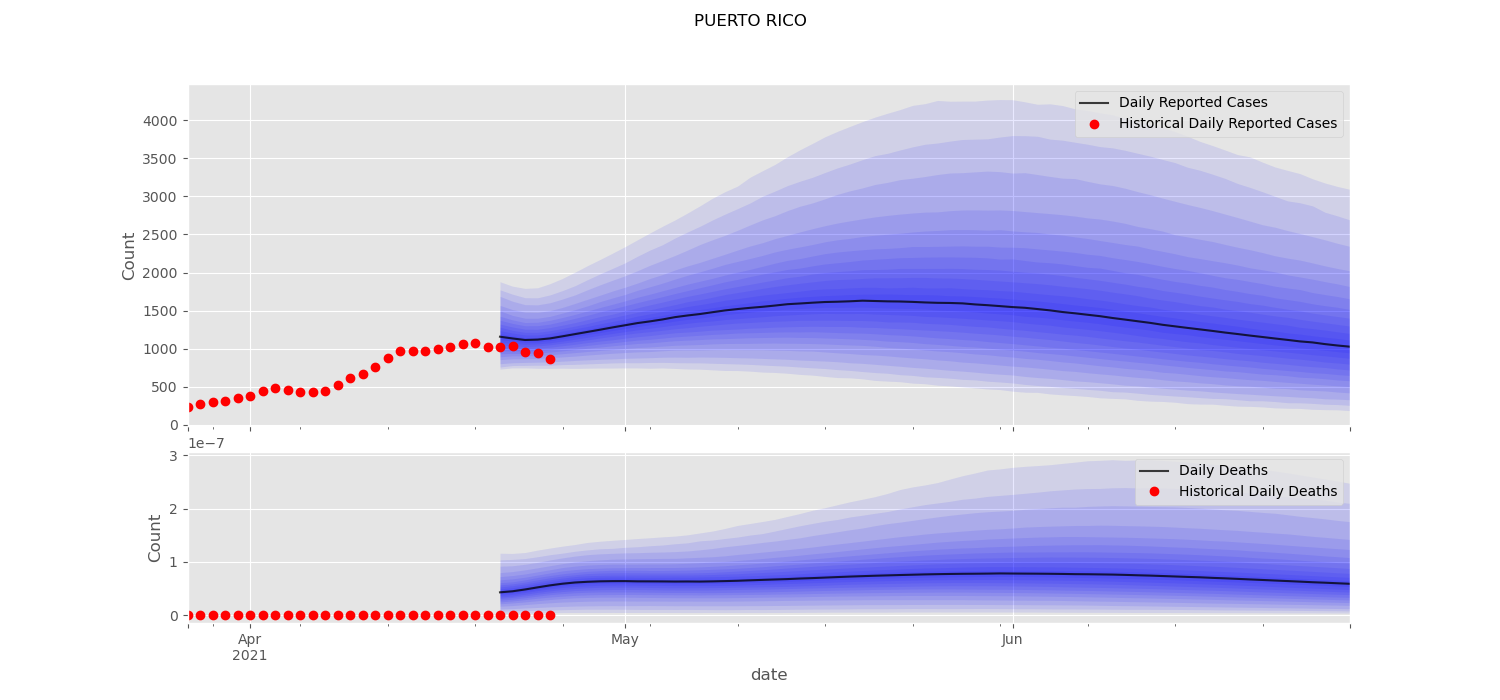 PUERTO RICO
Daily Reported Cases
Historical Daily Reported Cases
4000
3500
3000
2500
2000
1500
1000
500
0
Count
1e−7
Daily Deaths
Historical Daily Deaths
3
2
1
0
Count
Apr
2021
May
Jun
date